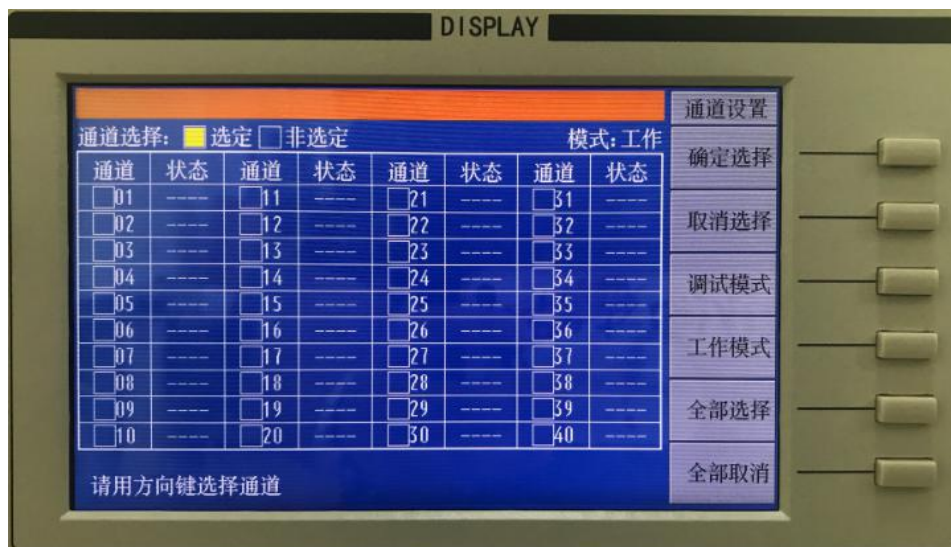 DISPLAY
通道设置
通道选择: 选定 非选定 模式:工作
确定选择
通道 状态 通道 状态 通道 状态 通道 状态
01 ---- 11 ---- 21 ---- 31 ----
02 ---- 12 ---- 22 ---- 32 ----
取消选择
03 ---- 13 ---- 23 ---- 33 ----
04 ---- 14 ---- 24 ---- 34 ----
调试模式
05 ---- 15 ---- 25 ---- 35 ----
06 ---- 16 ---- 26 ---- 36 ----
工作模式
07 ---- 17 ---- 27 ---- 37 ----
08 ---- 18 ---- 28 ---- 38 ----
09 ---- 19 ---- 29 ---- 39 ----
全部选择
10 ---- 20 ---- 30 ---- 40 ----
全部取消
请用方向键选择通道